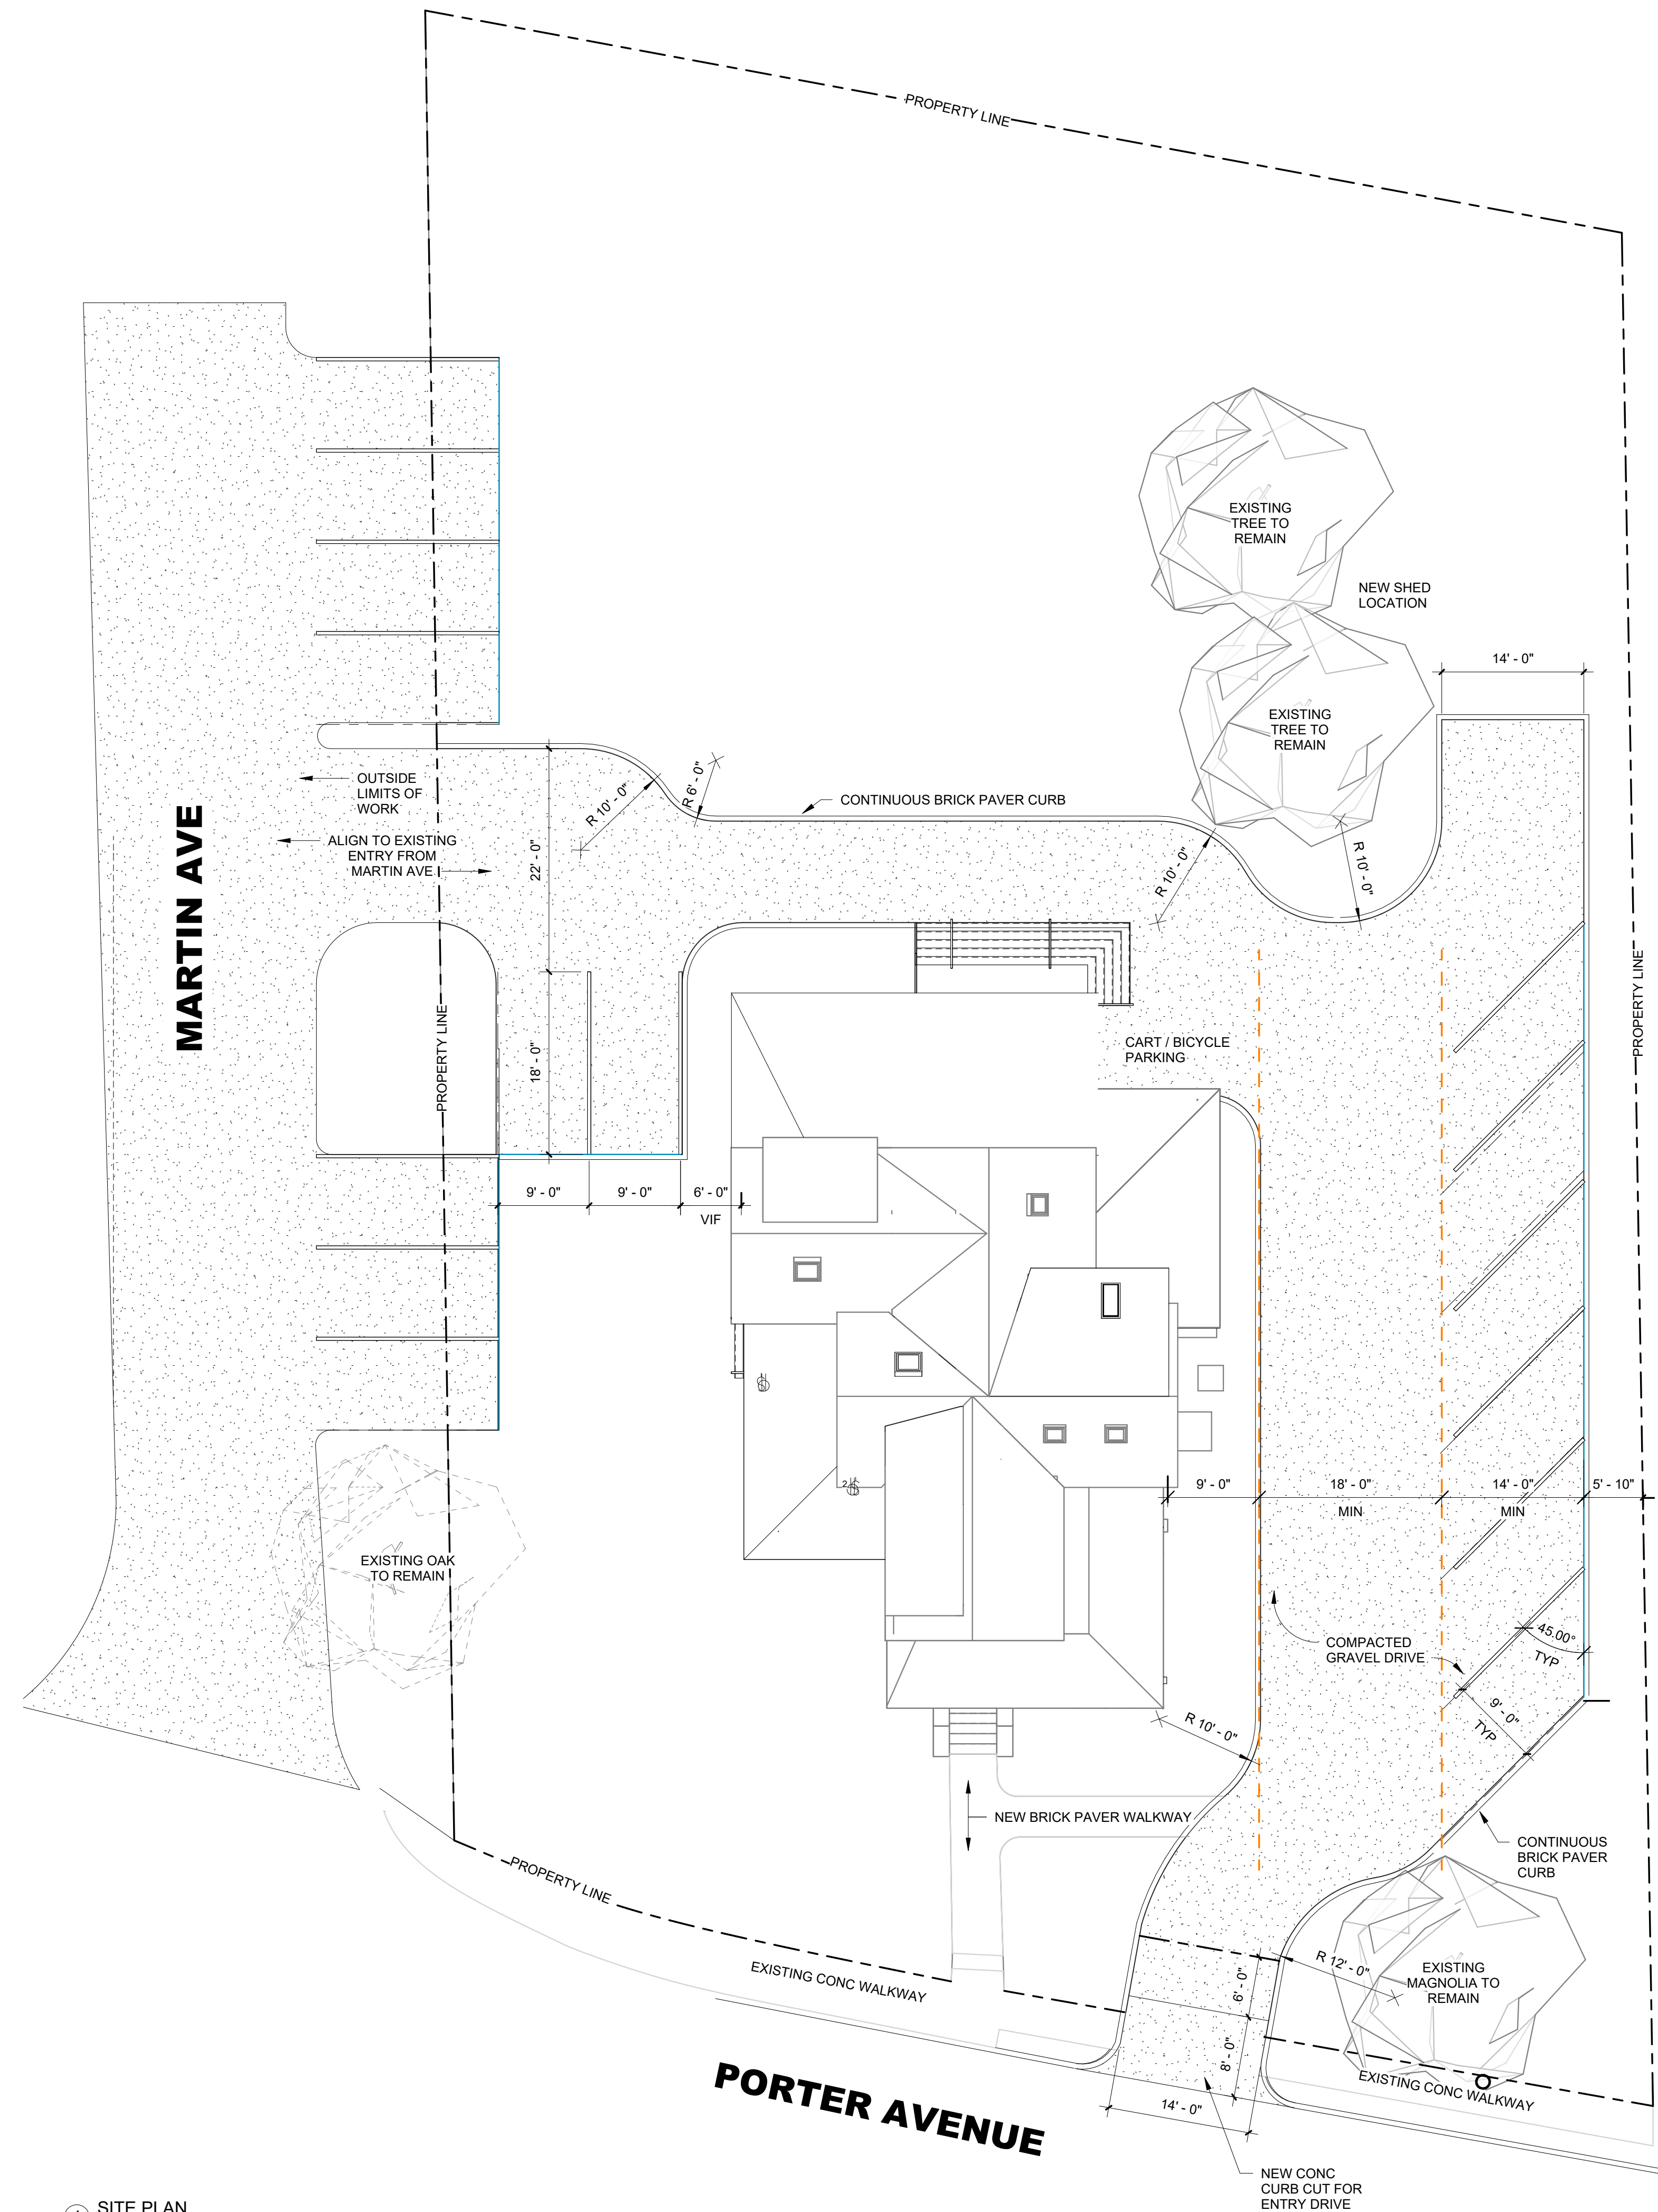 PROPERTY LINE
EXISTING
TREE TO
REMAIN
NEW SHED
LOCATION
14' - 0"
EXISTING
TREE TO
REMAIN
OUTSIDE
LIMITS OF
WORK
R 10' - 0"
R 6' - 0"
CONTINUOUS BRICK PAVER CURB
MARTIN AVE
ALIGN TO EXISTING
ENTRY FROM
MARTIN AVE
22' - 0"
R 10' - 0"
R 10' - 0"
PROPERTY LINE
PROPERTY LINE
18' - 0"
CART / BICYCLE
PARKING
9' - 0"
9' - 0"
6' - 0"
VIF
9' - 0"
18' - 0"
MIN
14' - 0"
MIN
5' - 10"
EXISTING OAK
TO REMAIN
COMPACTED
GRAVEL DRIVE
45.00°
TYP
9' - 0"
TYP
R 10' - 0"
NEW BRICK PAVER WALKWAY
CONTINUOUS
BRICK PAVER
CURB
PROPERTY LINE
EXISTING CONC WALKWAY
6' - 0"
R 12' - 0"
EXISTING
MAGNOLIA TO
REMAIN
8' - 0"
EXISTING CONC WALKWAY
PORTER AVENUE
14' - 0"
NEW CONC
CURB CUT FOR
ENTRY DRIVE
SITE PLAN